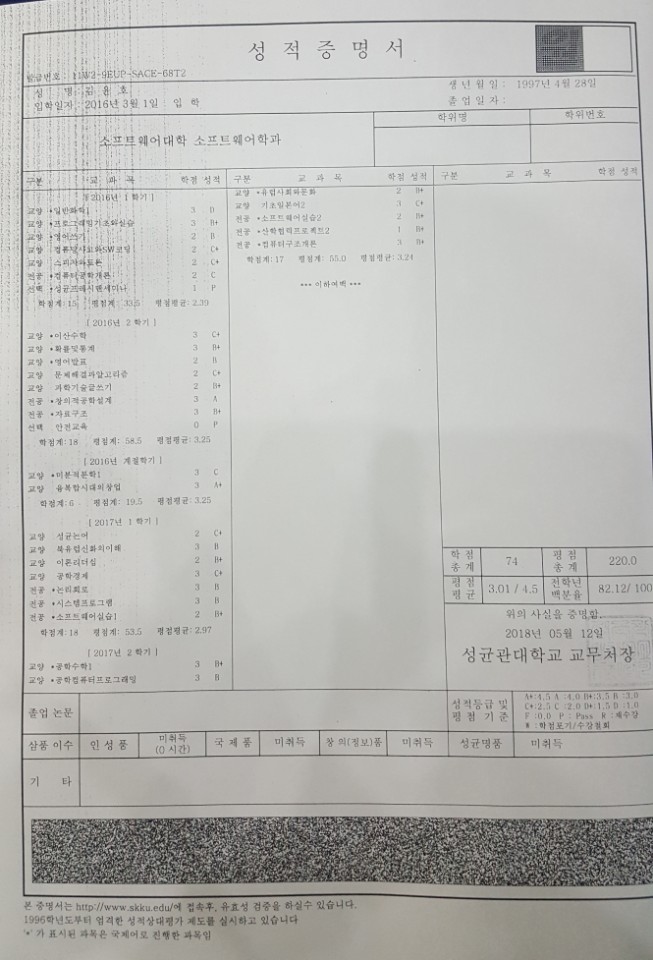 성적증명서
발급번호 : 11W2-9EUP-SACE-68T2
성 명: 김윤호
생년월일 : 1997년 4월 28일
입학일자 : 2016년 3월 1일 입 학
졸업일자 :
소프트웨어대학 소프트웨어학과
학위명 학위번호
구분 교 과 목 학점 성적
[2016년 1학기]
교양 *일반화학1 3 D
교양 *프로그래밍기초와실습 3 B+
교양 *영어쓰기 2 B
교양 컴퓨팅사고와SW코딩 2 C+
교양 스피치와토론 2 C+
전공 *컴퓨터공학개론 2 C
선택 *성균프레시맨세미나 1 P
학점계: 15 평점계: 33.5 평점평균: 2.39
[ 2016년 2 학기 ]
교양 *이산수학 3 C+
교양 *확률및통계 3 B+
교양 *영어발표 2 B
교양 문제해결과알고리즘 2 C+
교양 과학기술글쓰기 2 B+
전공 *창의적공학설계 3 A
전공 *자료구조 3 B+
선택 안전교육 0 P
학점계: 18 평점계: 58.5 평점평균: 3.25
[ 2016년 계절학기 ]
교양 *미분적분학1 3 C
교양 융복합시대의창업 3 A+
학점계: 6 평점계: 19.5 평점평균: 3.25
[ 2017년 1 학기 ]
교양 성균논어 2 C+
교양 북유럽신화의이해 3 B
교양 이론리더십 2 B+
교양 공학경제 3 C+
전공 *논리회로 3 B
전공 *시스템프로그램 3 B
전공 *소프트웨어실습1 2 B+
학점계: 18 평점계: 53.5 평점평균: 2.97
[ 2017년 2 학기 ]
교양 *공학수학1 3 B+
교양 *공학컴퓨터프로그래밍 3 B
구분 교 과 목 학점 성적
교양 *유럽사회와문화 2 B+
교양 기초일본어2 3 C+
전공 *소프트웨어실습2 2 B+
전공 *산학협력프로젝트2 1 B+
전공 *컴퓨터구조개론 3 B+
학점계: 17 평점계: 55.0 평점평균: 3.24
*** 이하여백 ***
구분 교 과 목 학점 성적
학점총계 74 평점총계 220.0
평점평균 3.01 / 4.5 전학년백분율 82.12/ 100
위의 사실을 증명함.
2018년 05월 12일
성균관대학교 교무처장
졸업 논문
성적등급 및 평점 기준
A+:4.5 A :4.0 B+:3.5 B :3.0
C+:2.5 C :2.0 D+:1.5 D :1.0
F :0.0 P : Pass R :재수강
※ :학점포기/수강철회
삼품 이수 인 성 품 미취득 (0 시간) 국 제 품 미취득 창 의(정보)품 미취득 성균명품 미취득
기 타
본 증명서는 http://www.skku.edu/에 접속후, 유효성 검증을 하실수 있습니다.
1996학년도부터 엄격한 성적상대평가 제도를 실시하고 있습니다
'*' 가 표시된 과목은 국제어로 진행한 과목임